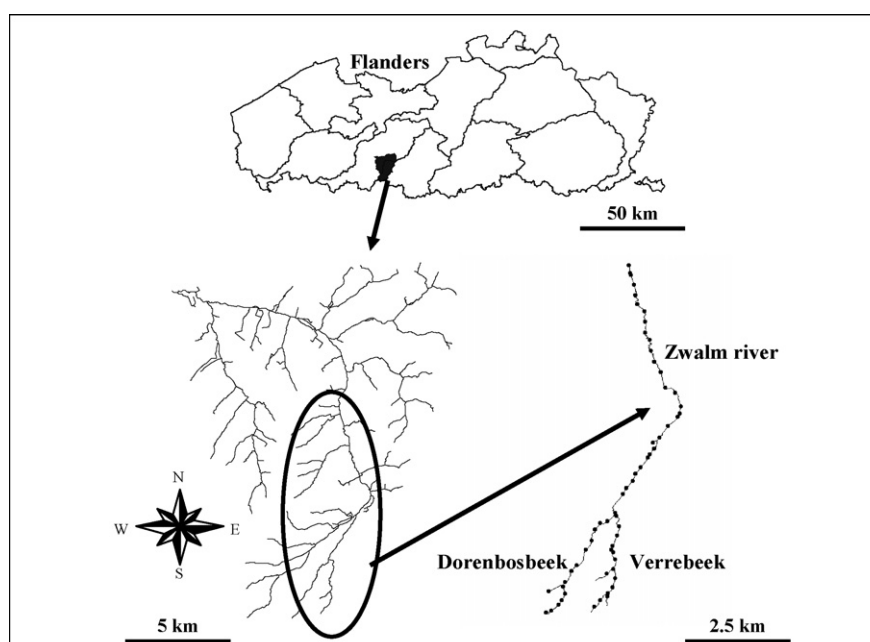 Flanders
50 km
Zwalm river
N
W E
S
Dorenbosbeek Verrebeek
5 km 2.5 km